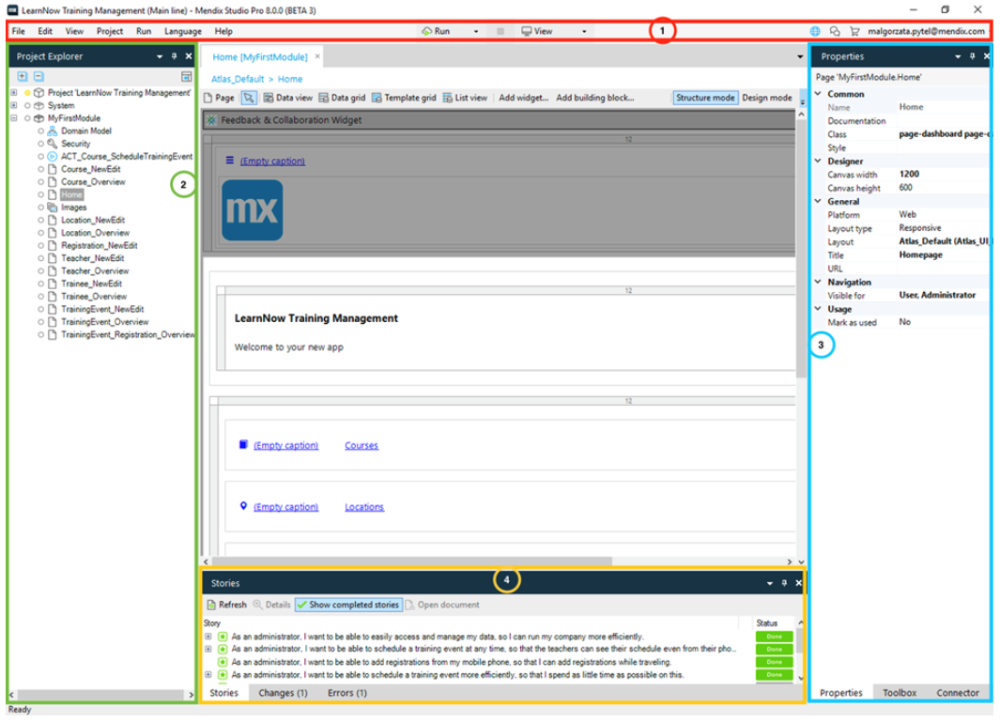 LearnNow Training Management (Main line) - Mendix Studio Pro 8.0.0 (BETA 3)
File Edit View Project Run Language Help Run View 1 malgorzata.pytel@mendix.com
Project Explorer
Project 'LearnNow Training Management'
System
MyFirstModule
Domain Model
Security
ACT_Course_ScheduleTrainingEvent
Course_NewEdit
Course_Overview
2
Home
Images
Location_NewEdit
Location_Overview
Registration_NewEdit
Teacher_NewEdit
Teacher_Overview
Trainee_NewEdit
Trainee_Overview
TrainingEvent_NewEdit
TrainingEvent_Overview
TrainingEvent_Registration_Overview
Home [MyFirstModule] ×
Atlas_Default > Home
Page Data view Data grid Template grid List view Add widget... Add building block... Structure mode Design mode
Feedback & Collaboration Widget
12
(Empty caption)
mx
12
LearnNow Training Management
Welcome to your new app
12
(Empty caption) Courses
(Empty caption) Locations
Stories 4
Refresh Details Show completed stories Open document
Story Status
As an administrator, I want to be able to easily access and manage my data, so I can run my company more efficiently. Done
As an administrator, I want to be able to schedule a training event at any time, so that the teachers can see their schedule even from their pho... Done
As an administrator, I want to be able to add registrations from my mobile phone, so that I can add registrations while traveling. Done
As an administrator, I want to be able to schedule a training event more efficiently, so that I spend as little time as possible on this. Done
Stories Changes (1) Errors (1)
Properties
Page 'MyFirstModule.Home'
Common
Name Home
Documentation
Class page-dashboard page-d
Style
Designer
Canvas width 1200
Canvas height 600
General
Platform Web
Layout type Responsive
Layout Atlas_Default (Atlas_UI_
Title Homepage
URL
Navigation
Visible for User, Administrator
Usage
Mark as used No
3
Properties Toolbox Connector
Ready